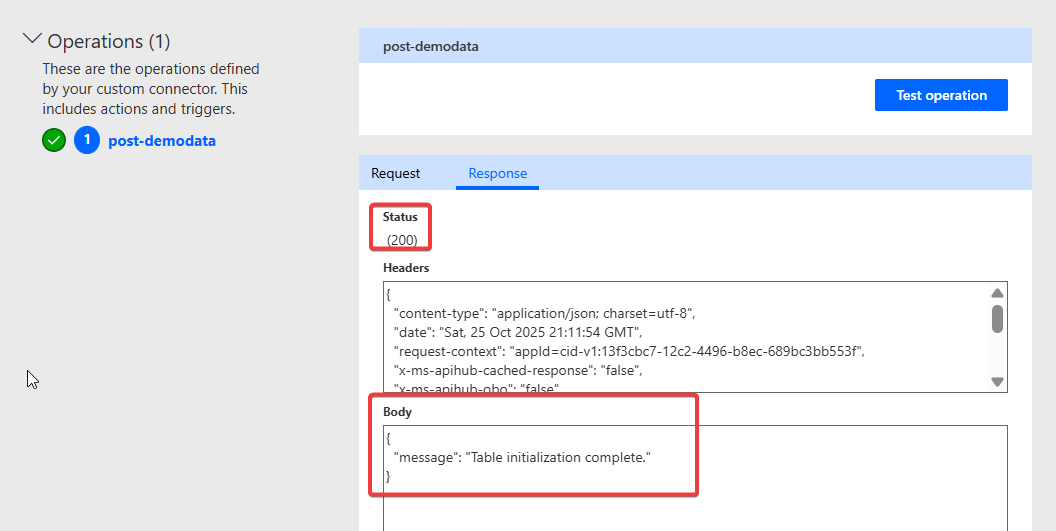 Operations (1)
These are the operations defined
by your custom connector. This
includes actions and triggers.
1 post-demodata
post-demodata
Test operation
Request Response
Status
(200)
Headers
{
"content-type": "application/json; charset=utf-8",
"date": "Sat, 25 Oct 2025 21:11:54 GMT",
"request-context": "appId=cid-v1:13f3cbc7-12c2-4496-b8ec-689bc3bb553f",
"x-ms-apihub-cached-response": "false",
"x-ms-apihub-obo": "false"
Body
{
"message": "Table initialization complete."
}